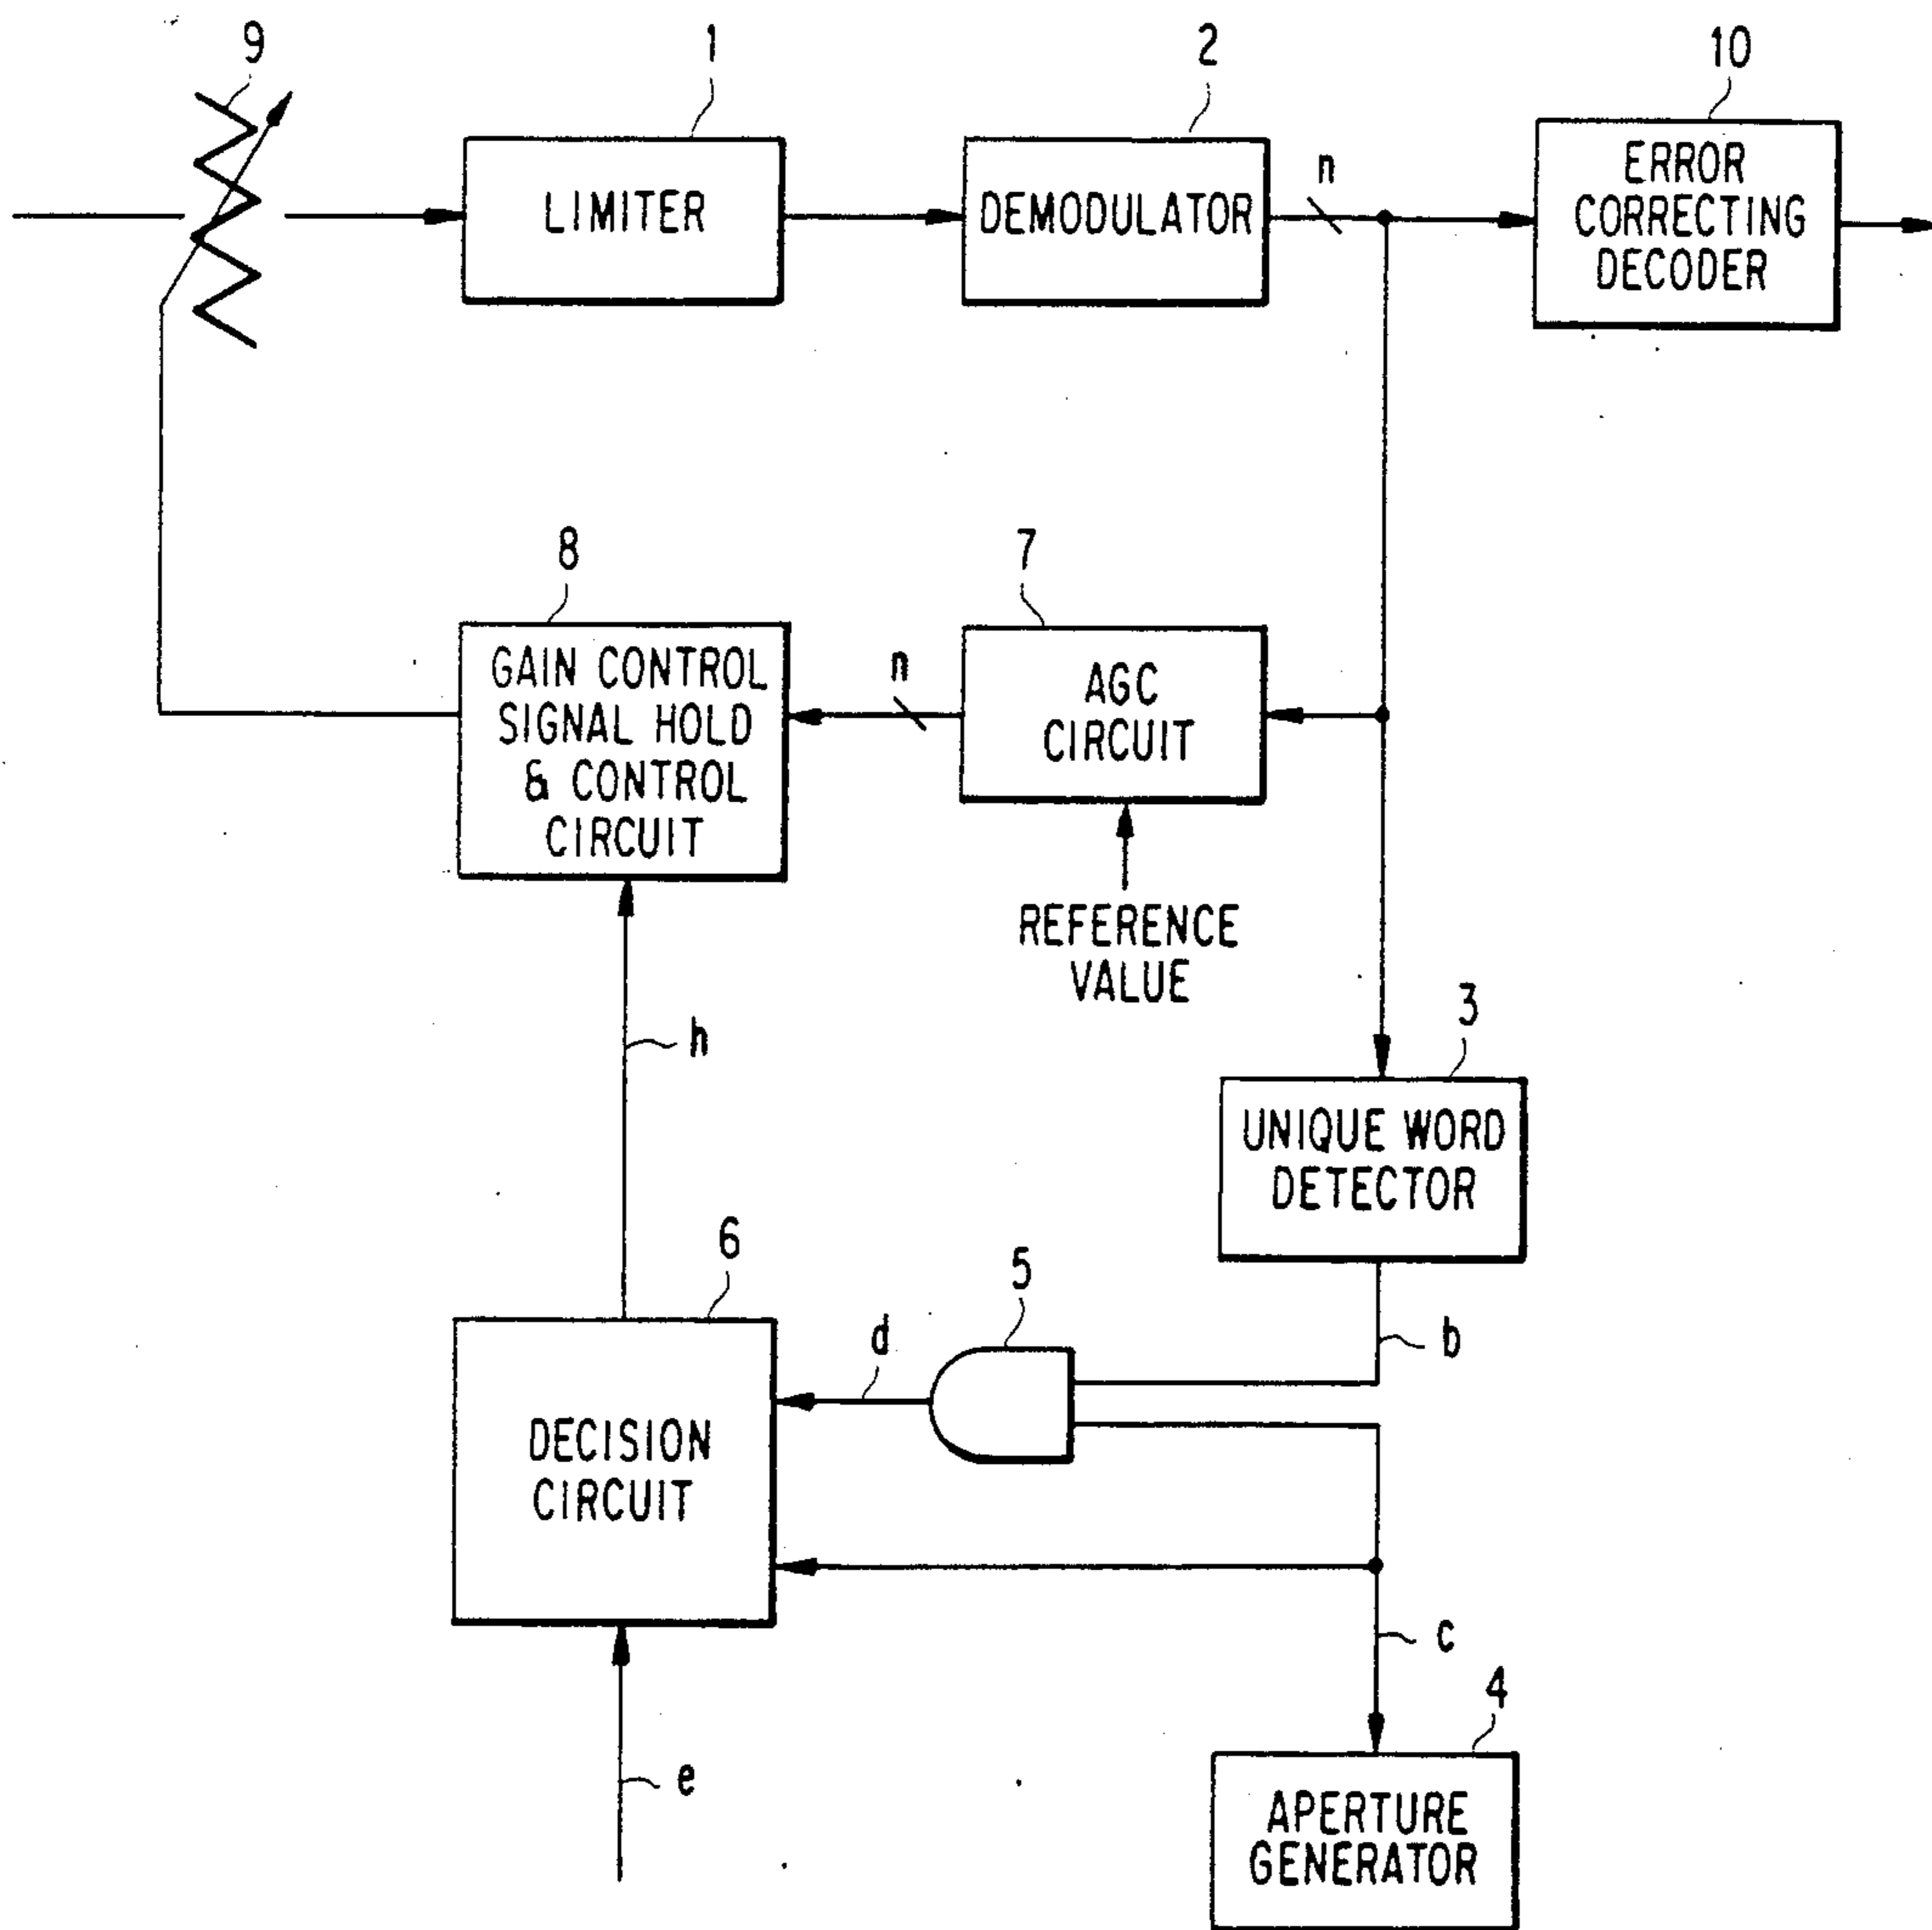 9
1
2
10
LIMITER
DEMODULATOR
n
ERROR
CORRECTING
DECODER
8
7
GAIN CONTROL
SIGNAL HOLD
& CONTROL
CIRCUIT
n
AGC
CIRCUIT
REFERENCE
VALUE
h
3
UNIQUE WORD
DETECTOR
6
5
d
b
DECISION
CIRCUIT
c
4
e
APERTURE
GENERATOR